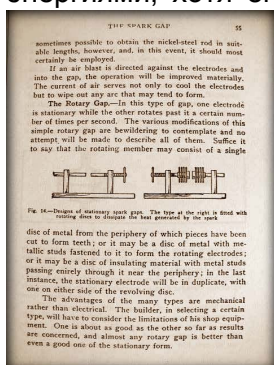 THE SPARK GAP 55
sometimes possible to obtain the nickel-steel rod in suit-
able lengths, however, and, in this event, it should most
certainly be employed.
If an air blast is directed against the electrodes and
into the gap, the operation will be improved materially.
The current of air serves not only to cool the electrodes
but to wipe out any arc that may tend to form.
The Rotary Gap.—In this type of gap, one electrode
is stationary while the other rotates past it a certain num-
ber of times per second. The various modifications of this
simple rotary gap are bewildering to contemplate and no
attempt will be made to describe all of them. Suffice it
to say that the rotating member may consist of a single
Fig. 14.—Designs of stationary spark gaps. The type at the right is fitted with
rotating discs to dissipate the heat generated by the spark
disc of metal from the periphery of which pieces have been
cut to form teeth; or it may be a disc of metal with me-
tallic studs fastened to it to form the rotating electrodes;
or it may be a disc of insulating material with metal studs
passing enirely through it near the periphery; in the last
instance, the stationary electrode will be in duplicate, with
one on either side of the revolving disc.
The advantages of the many types are mechanical
rather than electrical. The builder, in selecting a certain
type, will have to consider the limitations of his shop equip-
ment. One is about as good as the other so far as results
are concerned, and almost any rotary gap is better than
even a good one of the stationary form.